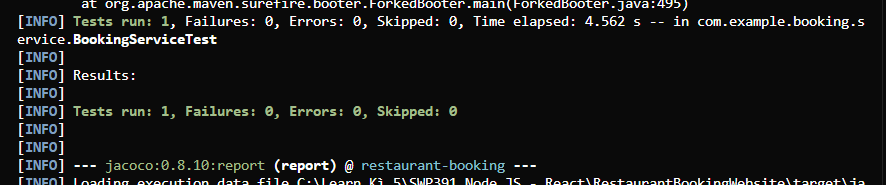 at org.apache.maven.surefire.booter.ForkedBooter.main(ForkedBooter.java:495)
[INFO] Tests run: 1, Failures: 0, Errors: 0, Skipped: 0, Time elapsed: 4.562 s -- in com.example.booking.s
ervice.BookingServiceTest
[INFO]
[INFO] Results:
[INFO]
[INFO] Tests run: 1, Failures: 0, Errors: 0, Skipped: 0
[INFO]
[INFO]
[INFO] --- jacoco:0.8.10:report (report) @ restaurant-booking ---
[INFO] Loading execution data file C:\Learn Kì 5\SWP391 Node JS - React\RestaurantBookingWebsite\target\ja